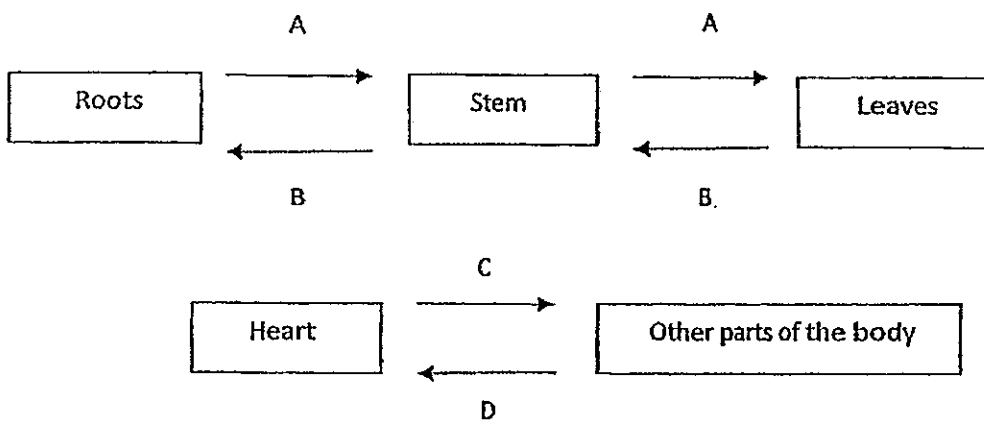 A A
Roots Stem Leaves
B B.
C
Heart Other parts of the body
D